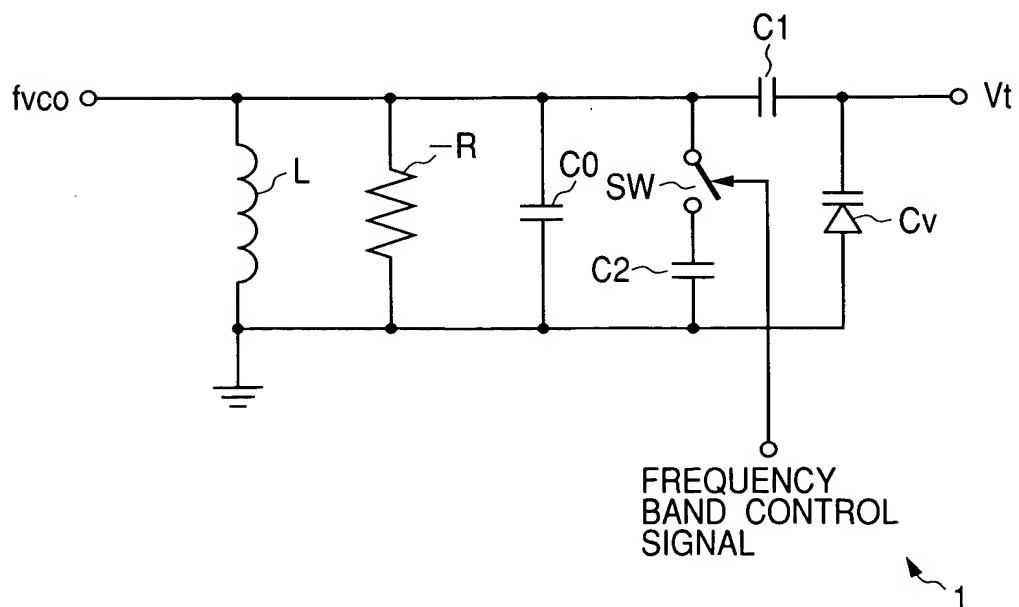 C1
fvco
Vt
L
−R
C0
SW
Cv
C2
FREQUENCY
BAND CONTROL
SIGNAL
1